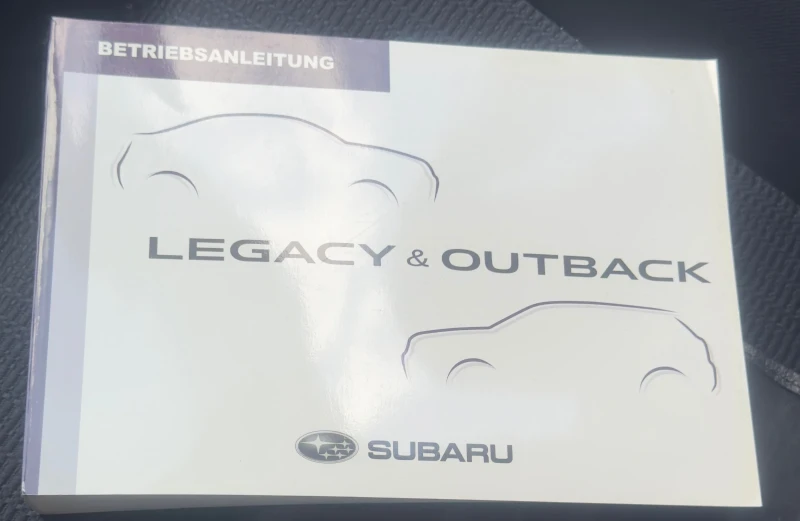 BETRIEBSANLEITUNG
LEGACY & OUTBACK
SUBARU